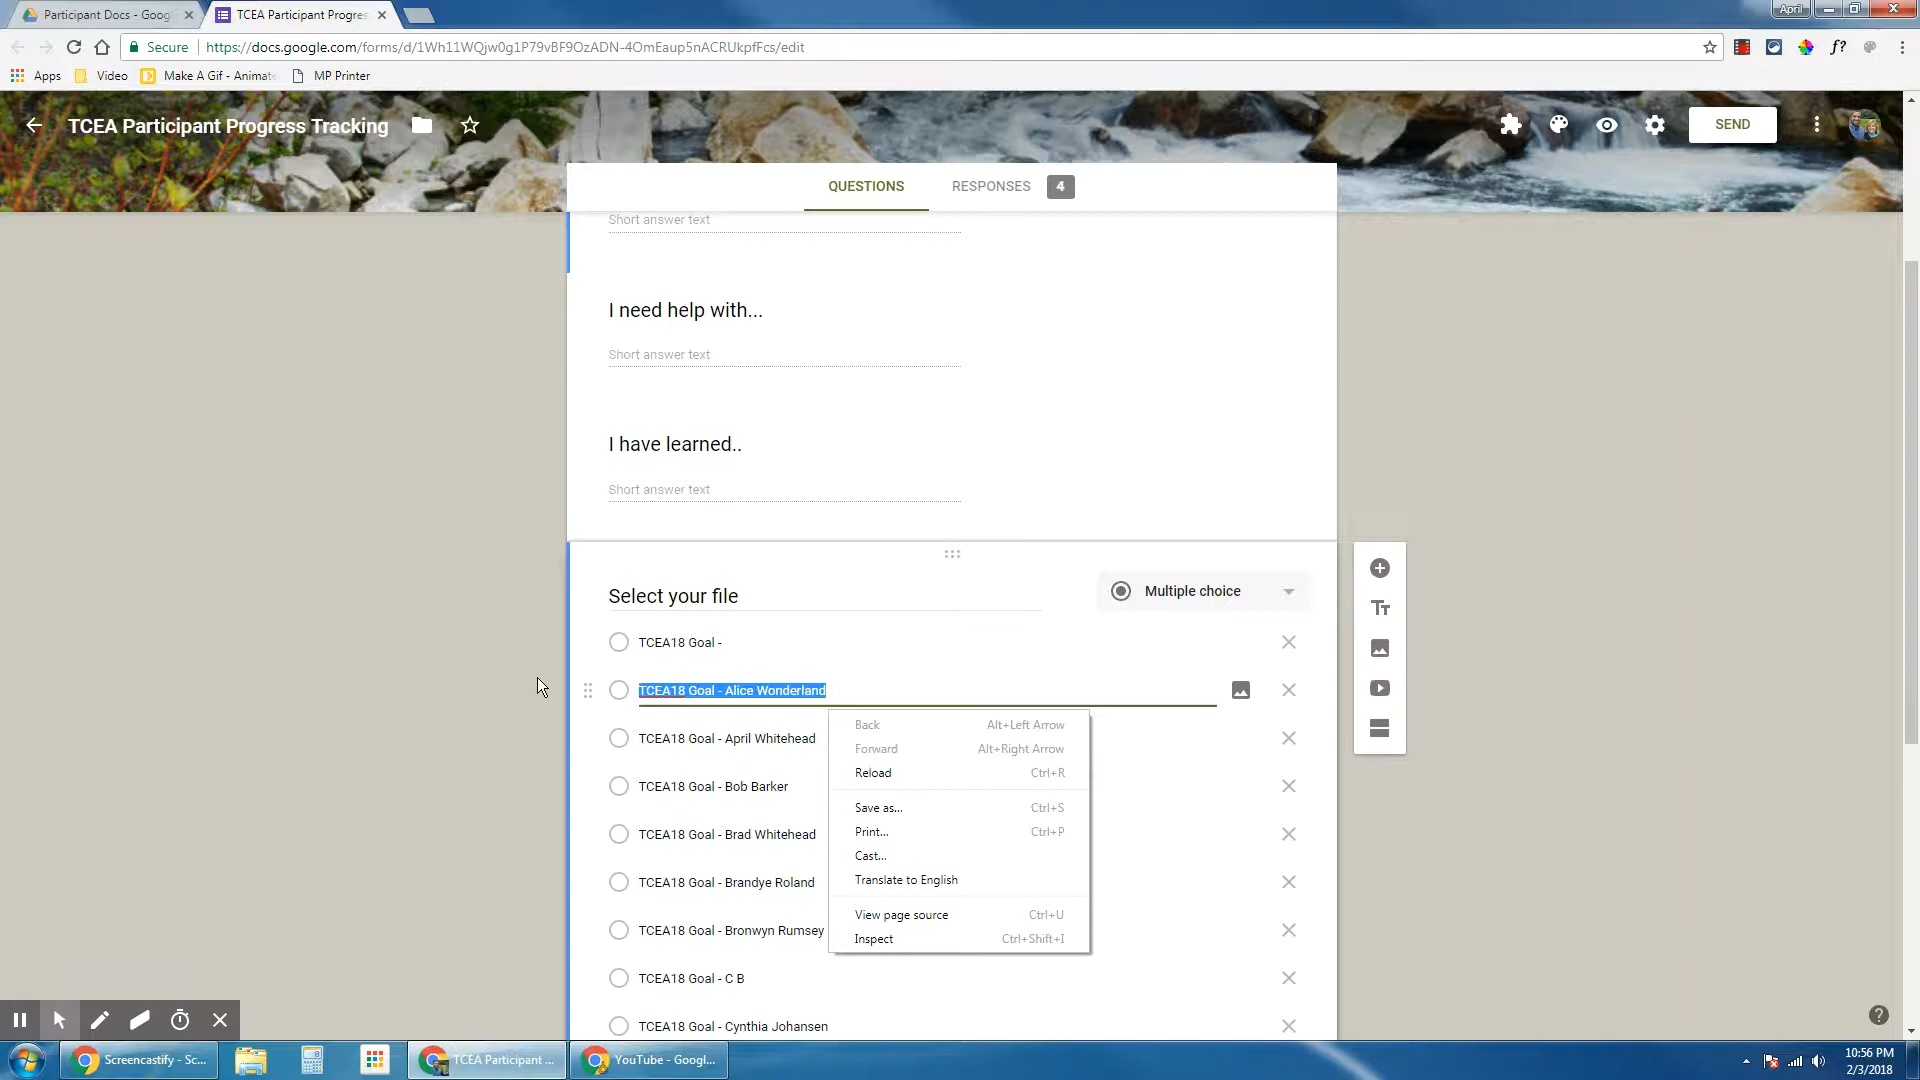 Participant Docs - Goog
TCEA Participant Progres
April
Secure
https://docs.google.com/forms/d/1Wh11WQjw0g1P79vBF9OzADN-4OmEaup5nACRUkpfFcs/edit
f?
Apps
Video
Make A Gif - Animate
MP Printer
TCEA Participant Progress Tracking
SEND
QUESTIONS
RESPONSES
4
Short answer text
I need help with...
Short answer text
I have learned..
Short answer text
Select your file
Multiple choice
TCEA18 Goal -
TCEA18 Goal - Alice Wonderland
TCEA18 Goal - April Whitehead
TCEA18 Goal - Bob Barker
TCEA18 Goal - Brad Whitehead
TCEA18 Goal - Brandye Roland
TCEA18 Goal - Bronwyn Rumsey
TCEA18 Goal - C B
TCEA18 Goal - Cynthia Johansen
Back Alt+Left Arrow
Forward Alt+Right Arrow
Reload Ctrl+R
Save as... Ctrl+S
Print... Ctrl+P
Cast...
Translate to English
View page source Ctrl+U
Inspect Ctrl+Shift+I
Tт
Screencastify - Sc...
TCEA Participant ...
YouTube - Googl...
10:56 PM
2/3/2018